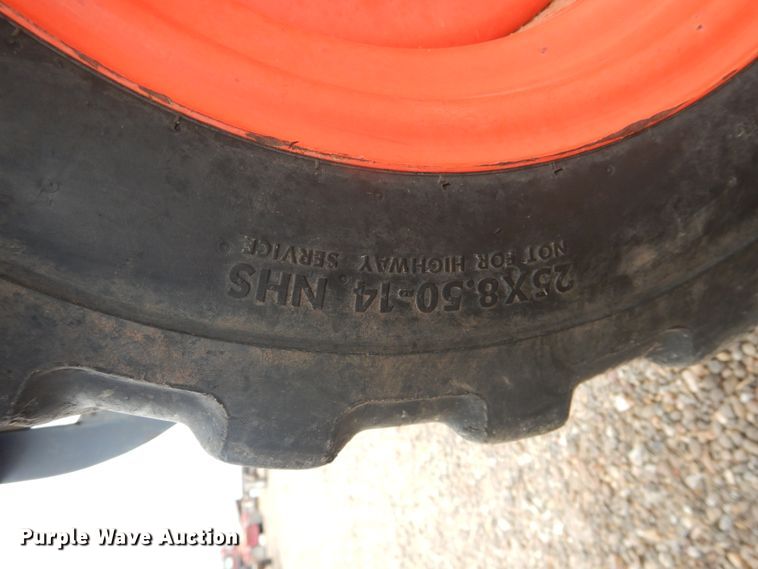 25X8.50-14 NHS
NOT FOR HIGHWAY SERVICE
Purple Wave Auction